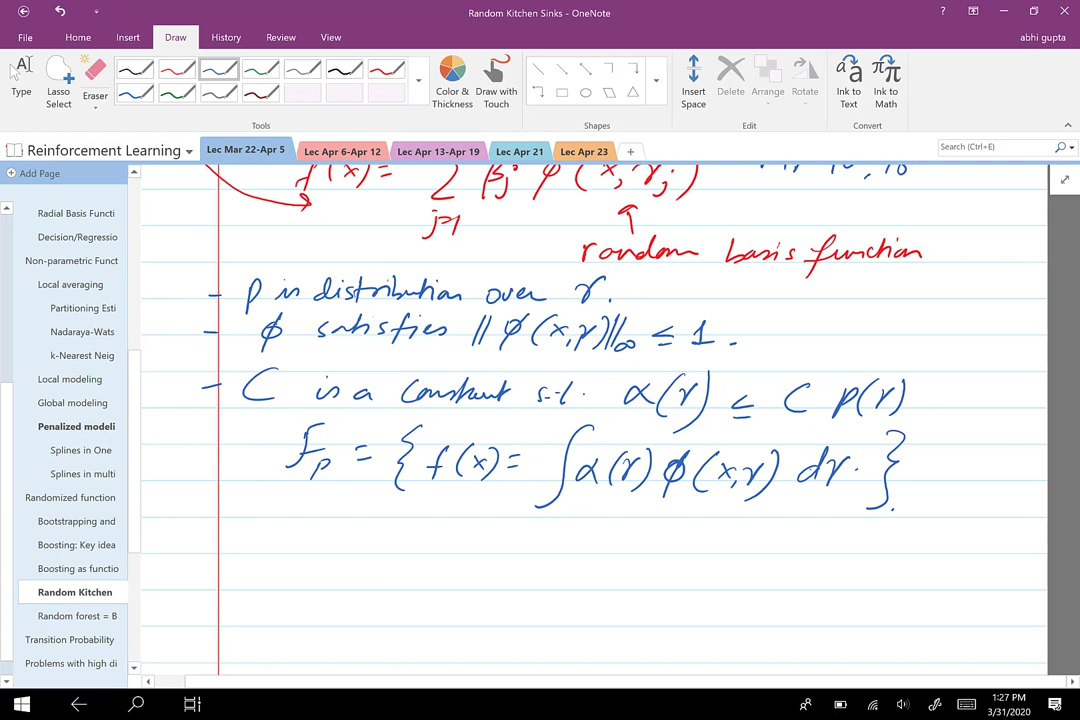 Random Kitchen Sinks - OneNote
File Home Insert Draw History Review View
abhi gupta
Type
Lasso Select
Eraser
Color & Thickness
Draw with Touch
Insert Space
Delete
Arrange
Rotate
Ink to Text
Ink to Math
Tools
Shapes
Edit
Convert
Reinforcement Learning
Lec Mar 22-Apr 5
Lec Apr 6-Apr 12
Lec Apr 13-Apr 19
Lec Apr 21
Lec Apr 23
Search (Ctrl+E)
Add Page
Radial Basis Functi
Decision/Regressio
Non-parametric Funct
Local averaging
Partitioning Esti
Nadaraya-Wats
k-Nearest Neig
Local modeling
Global modeling
Penalized modeli
Splines in One
Splines in multi
Randomized function
Bootstrapping and
Boosting: Key idea
Boosting as functio
Random Kitchen
Random forest = B
Transition Probability
Problems with high di
f(x) = ∑ βj φ(x, γj)
j=1
random basis function
- p is distribution over γ.
- φ satisfies ||φ(x,γ)||∞ ≤ 1.
- C is a constant s.t. α(γ) ≤ C p(γ)
Fp = { f(x) = ∫ α(γ) φ(x,γ) dγ. }
1:27 PM
3/31/2020